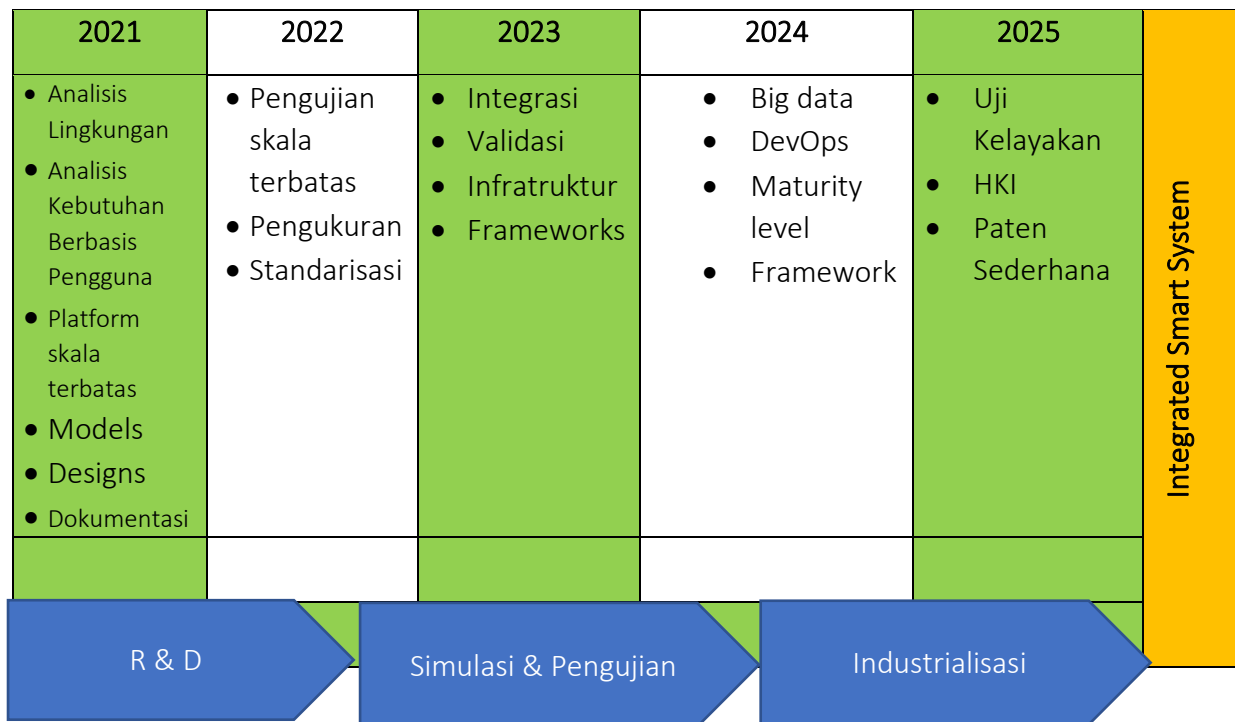 2021
2022
2023
2024
2025
• Analisis
Lingkungan
• Analisis
Kebutuhan
Berbasis
Pengguna
• Platform
skala
terbatas
• Models
• Designs
• Dokumentasi
• Pengujian
skala
terbatas
• Pengukuran
• Standarisasi
• Integrasi
• Validasi
• Infratruktur
• Frameworks
• Big data
• DevOps
• Maturity
level
• Framework
• Uji
Kelayakan
• HKI
• Paten
Sederhana
Integrated Smart System
R & D
Simulasi & Pengujian
Industrialisasi